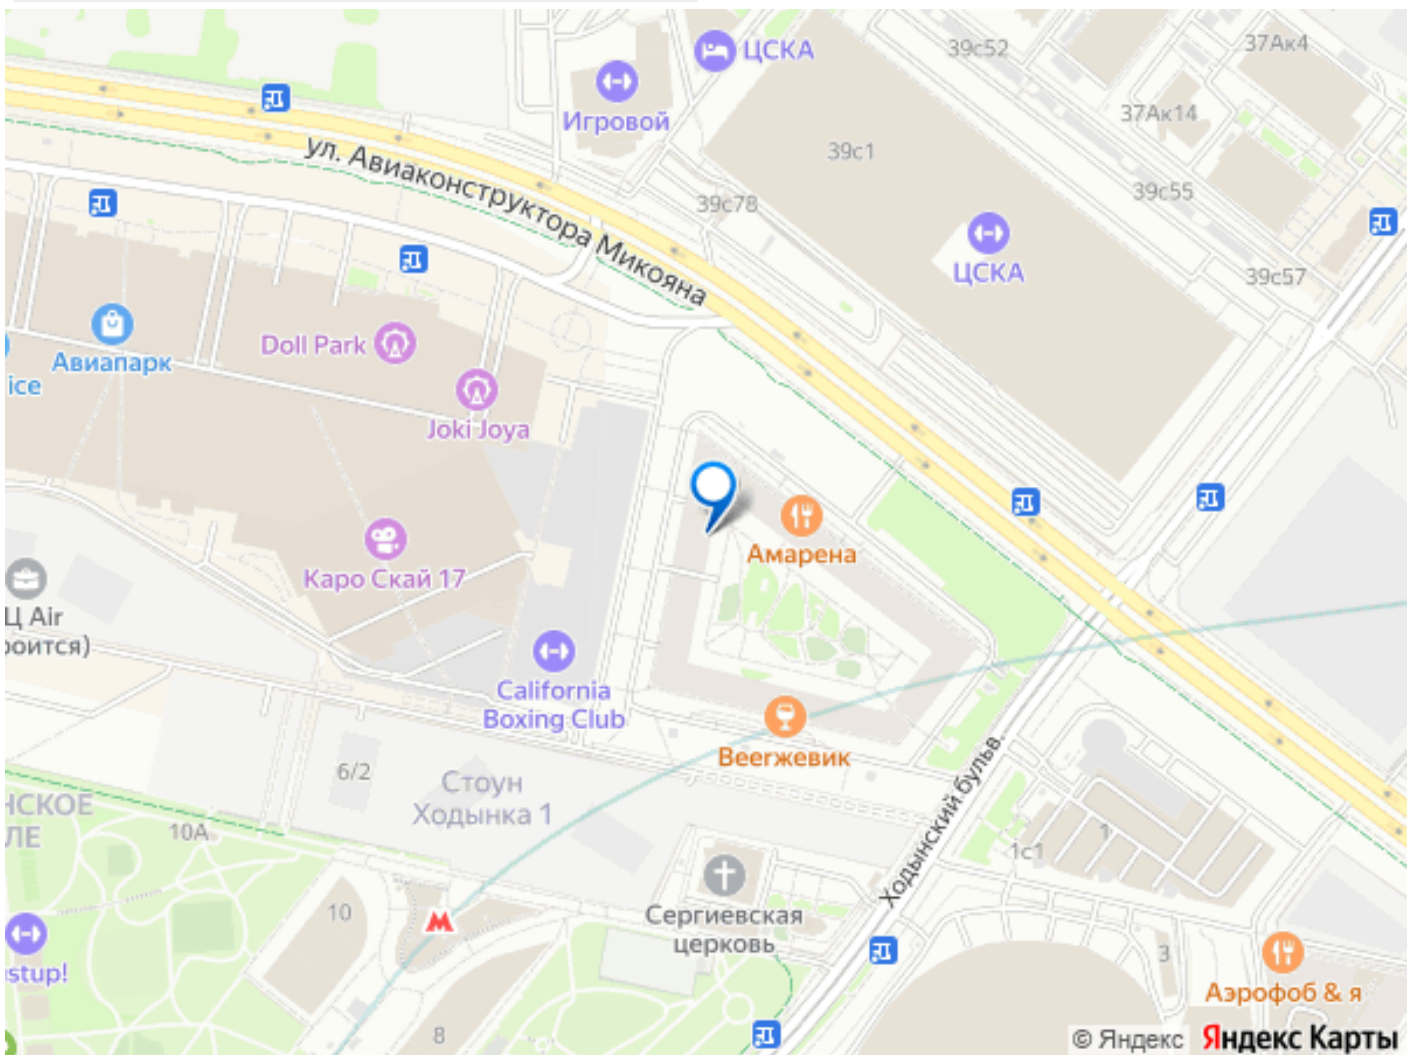 ЦСКА
39с52
37Ак4
Игровой
37Ак14
ул. Авиаконструктора Микояна
39с1
39с55
39с78
ЦСКА
39с57
Doll Park
Авиапарк
ice
Joki Joya
Амарена
Каро Скай 17
Ц Air
роится)
California
Boxing Club
Веегжевик
6/2
Стоун
Ходынка 1
НСКОЕ
ЛЕ
10А
Ходынский бульв.
1
1с1
10
Сергиевская
церковь
3
stup!
Аэрофоб & я
8
© Яндекс Яндекс Карты